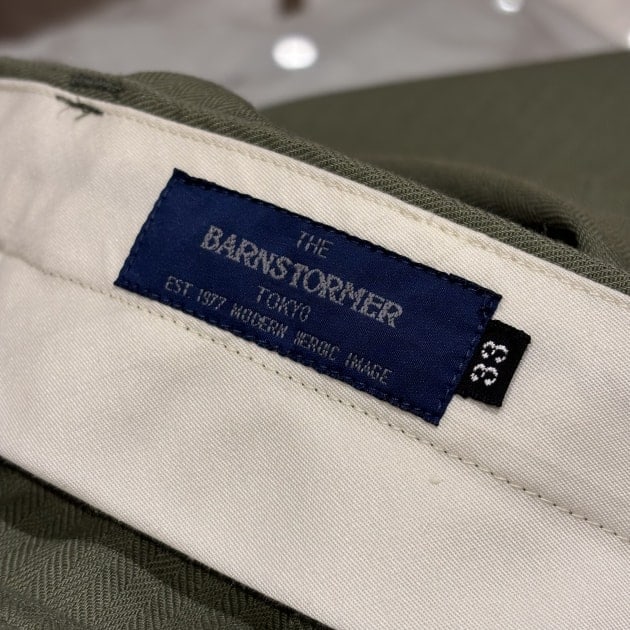 THE
BARNSTORMER
TOKYO
EST 1977 MODERN HEROIC IMAGE
33